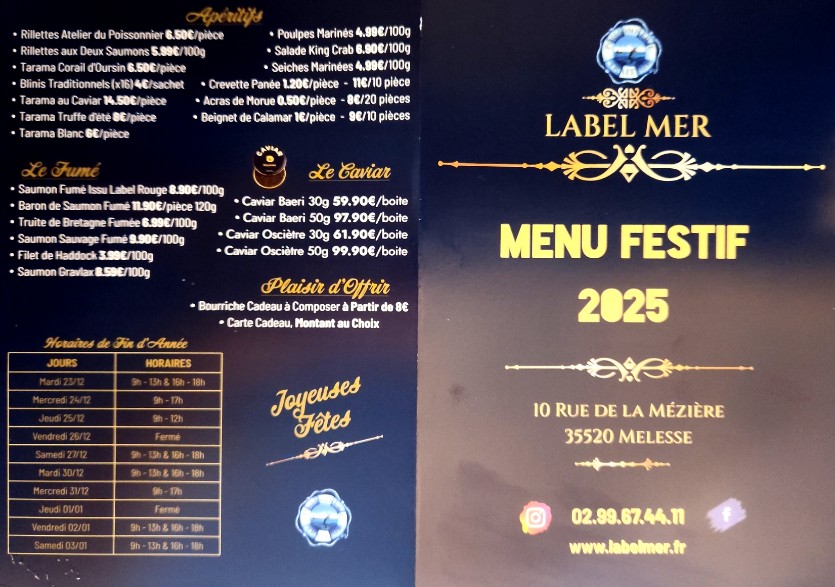 Apéritifs
• Rillettes Atelier du Poissonnier 6.50€/pièce
• Rillettes aux Deux Saumons 5.99€/100g
• Tarama Corail d'Oursin 6.50€/pièce
• Blinis Traditionnels (x16) 4€/sachet
• Tarama au Caviar 14.50€/pièce
• Tarama Truffe d'été 8€/pièce
• Tarama Blanc 6€/pièce
• Poulpes Marinés 4.99€/100g
• Salade King Crab 6.90€/100g
• Seiches Marinées 4.99€/100g
• Crevette Panée 1.20€/pièce - 11€/10 pièce
• Acras de Morue 0.50€/pièce - 8€/20 pièces
• Beignet de Calamar 1€/pièce - 9€/10 pièces
Le Fumé
• Saumon Fumé Issu Label Rouge 8.90€/100g
• Baron de Saumon Fumé 11.90€/pièce 120g
• Truite de Bretagne Fumée 6.99€/100g
• Saumon Sauvage Fumé 9.90€/100g
• Filet de Haddock 3.99€/100g
• Saumon Gravlax 8.59€/100g
CAVIAR
Le Caviar
• Caviar Baeri 30g 59.90€/boite
• Caviar Baeri 50g 97.90€/boite
• Caviar Osciètre 30g 61.90€/boite
• Caviar Osciètre 50g 99.90€/boite
Plaisir d'Offrir
• Bourriche Cadeau à Composer à Partir de 8€
• Carte Cadeau, Montant au Choix
Horaires de Fin d'Année
JOURS HORAIRES
Mardi 23/12 9h - 13h & 16h - 18h
Mercredi 24/12 9h - 17h
Jeudi 25/12 9h - 12h
Vendredi 26/12 Fermé
Samedi 27/12 9h - 13h & 16h - 18h
Mardi 30/12 9h - 13h & 16h - 18h
Mercredi 31/12 9h - 17h
Jeudi 01/01 Fermé
Vendredi 02/01 9h - 13h & 16h - 18h
Samedi 03/01 9h - 13h & 16h - 18h
Joyeuses
Fêtes
LABEL MER
MENU FESTIF
2025
10 Rue de la Mézière
35520 Melesse
02.99.67.44.11
www.labelmer.fr